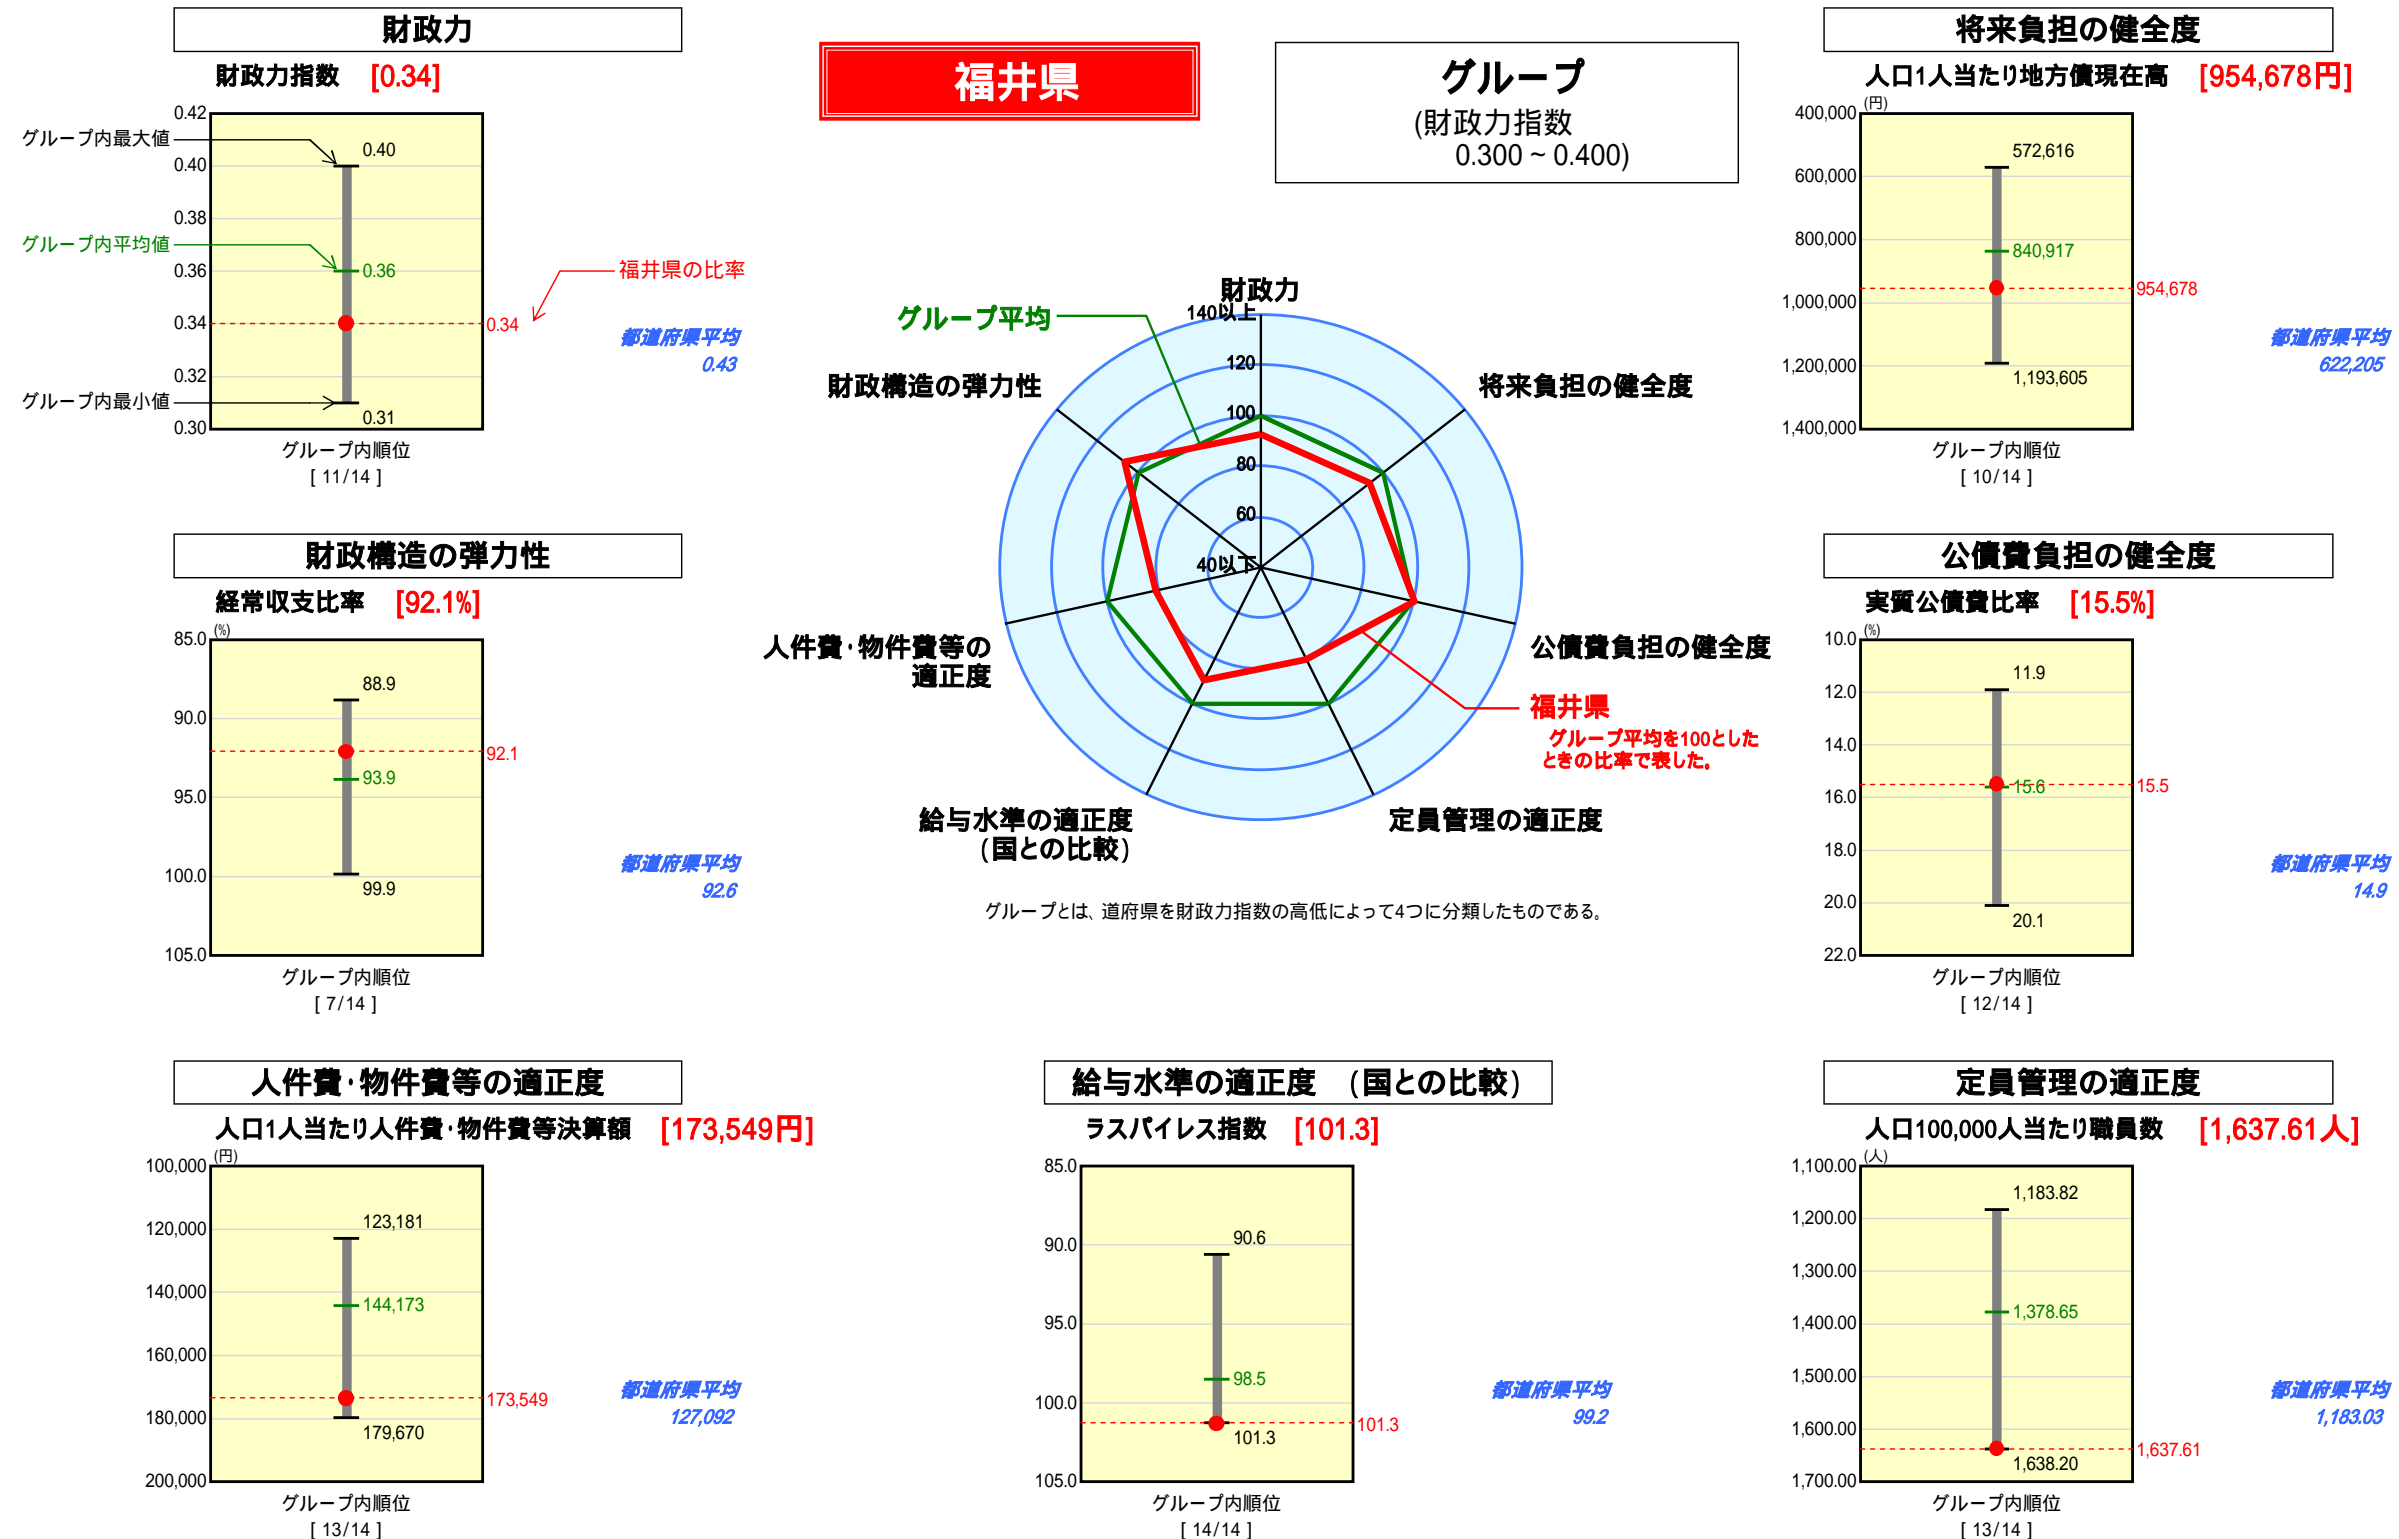 財政力
財政力指数 [0.34]
0.42
0.40
0.38
0.36
0.34
0.32
0.30
グループ内最大値
グループ内平均値
グループ内最小値
0.40
0.36
0.31
0.34
福井県の比率
都道府県平均
0.43
グループ内順位
[ 11/14 ]
福井県
グループ
(財政力指数
0.300 ~ 0.400)
将来負担の健全度
人口1人当たり地方債現在高 [954,678円]
(円)
400,000
600,000
800,000
1,000,000
1,200,000
1,400,000
572,616
840,917
954,678
1,193,605
都道府県平均
622,205
グループ内順位
[ 10/14 ]
財政力
グループ平均
140以上
120
100
80
60
40以下
財政構造の弾力性
将来負担の健全度
人件費・物件費等の
適正度
公債費負担の健全度
福井県
グループ平均を100とした
ときの比率で表した。
給与水準の適正度
(国との比較)
定員管理の適正度
グループとは、道府県を財政力指数の高低によって4つに分類したものである。
財政構造の弾力性
経常収支比率 [92.1%]
(%)
85.0
90.0
95.0
100.0
105.0
88.9
92.1
93.9
99.9
都道府県平均
92.6
グループ内順位
[ 7/14 ]
公債費負担の健全度
実質公債費比率 [15.5%]
(%)
10.0
12.0
14.0
16.0
18.0
20.0
22.0
11.9
15.6
15.5
20.1
都道府県平均
14.9
グループ内順位
[ 12/14 ]
人件費・物件費等の適正度
人口1人当たり人件費・物件費等決算額 [173,549円]
(円)
100,000
120,000
140,000
160,000
180,000
200,000
123,181
144,173
173,549
179,670
都道府県平均
127,092
グループ内順位
[ 13/14 ]
給与水準の適正度 (国との比較)
ラスパイレス指数 [101.3]
85.0
90.0
95.0
100.0
105.0
90.6
98.5
101.3
101.3
都道府県平均
99.2
グループ内順位
[ 14/14 ]
定員管理の適正度
人口100,000人当たり職員数 [1,637.61人]
(人)
1,100.00
1,200.00
1,300.00
1,400.00
1,500.00
1,600.00
1,700.00
1,183.82
1,378.65
1,637.61
1,638.20
都道府県平均
1,183.03
グループ内順位
[ 13/14 ]